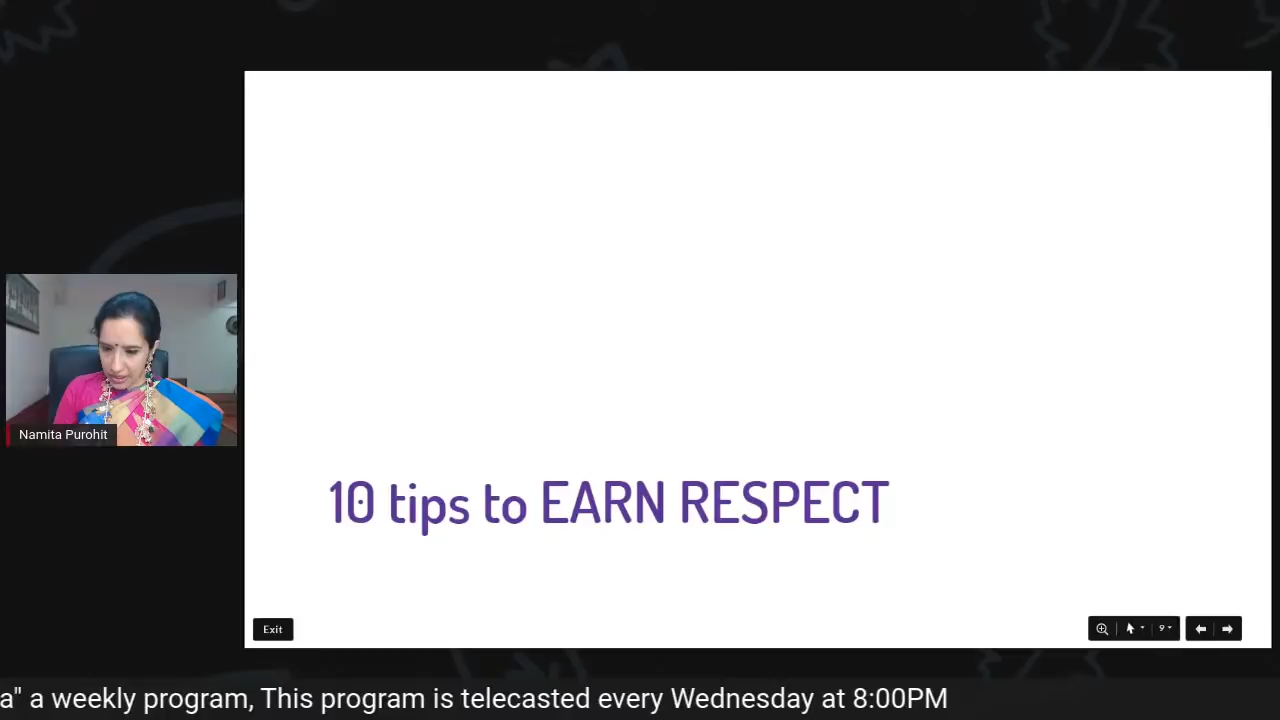 10 tips to EARN RESPECT
Namita Purohit
Exit
9
a" a weekly program, This program is telecasted every Wednesday at 8:00PM